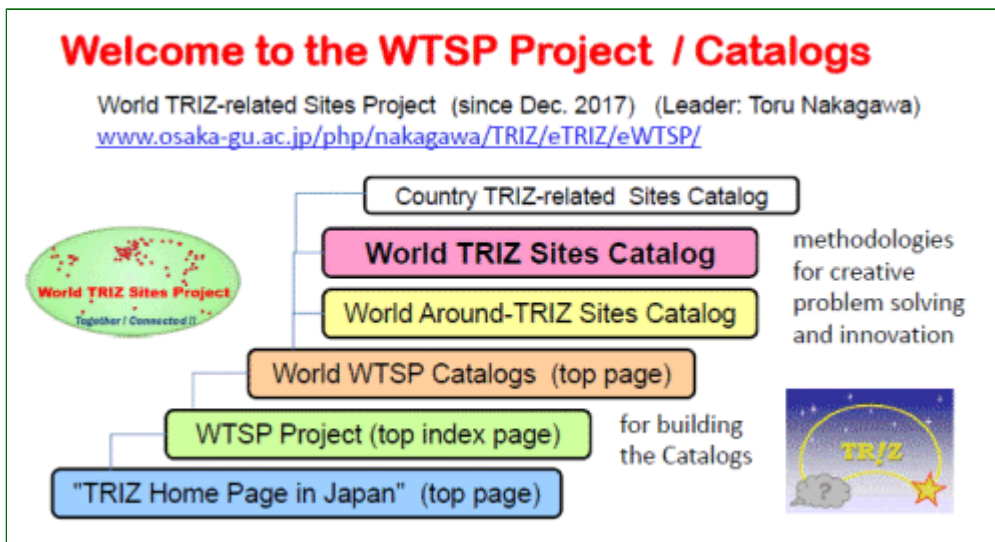 Welcome to the WTSP Project / Catalogs
World TRIZ-related Sites Project (since Dec. 2017) (Leader: Toru Nakagawa)
www.osaka-gu.ac.jp/php/nakagawa/TRIZ/eTRIZ/eWTSP/
Country TRIZ-related Sites Catalog
World TRIZ Sites Catalog
World Around-TRIZ Sites Catalog
methodologies
for creative
problem solving
and innovation
World TRIZ Sites Project
Together! Connected!!
World WTSP Catalogs (top page)
WTSP Project (top index page)
for building
the Catalogs
"TRIZ Home Page in Japan" (top page)
TR!Z
?